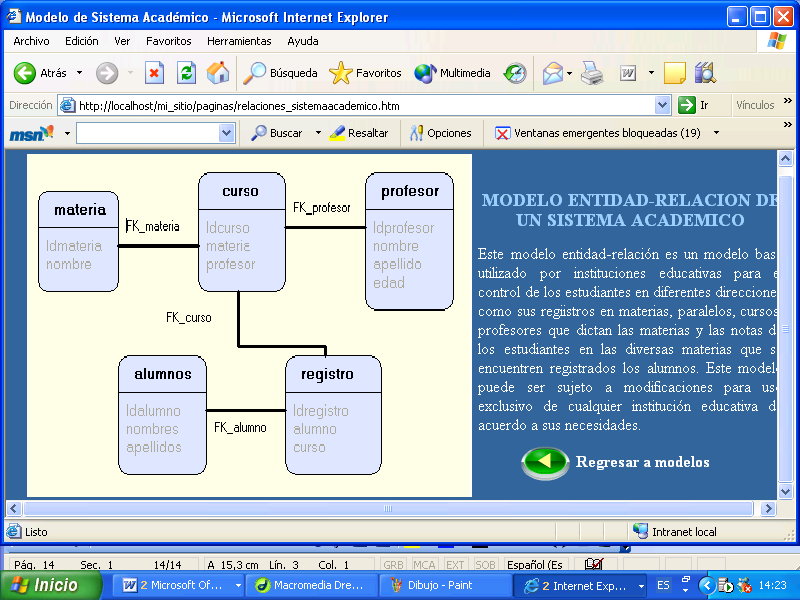 Modelo de Sistema Académico - Microsoft Internet Explorer
Archivo Edición Ver Favoritos Herramientas Ayuda
Atrás Búsqueda Favoritos Multimedia
Dirección http://localhost/mi_sitio/paginas/relaciones_sistemaacademico.htm Ir Vínculos »
msn Buscar Resaltar Opciones Ventanas emergentes bloqueadas (19) »
materia
Idmateria
nombre
FK_materia
curso
Idcurso
materia
profesor
FK_profesor
profesor
Idprofesor
nombre
apellido
edad
FK_curso
alumnos
Idalumno
nombres
apellidos
FK_alumno
registro
Idregistro
alumno
curso
MODELO ENTIDAD-RELACION DE
UN SISTEMA ACADEMICO
Este modelo entidad-relación es un modelo bas
utilizado por instituciones educativas para e
control de los estudiantes en diferentes direccione
como sus regiistros en materias, paralelos, cursos
profesores que dictan las materias y las notas d
los estudiantes en las diversas materias que s
encuentren registrados los alumnos. Este model
puede ser sujeto a modificaciones para us
exclusivo de cualquier institución educativa d
acuerdo a sus necesidades.
Regresar a modelos
Listo Intranet local
Pág. 14 Sec. 1 14/14 A 15,3 cm Lín. 3 Col. 1 GRB MCA EXT SOB Español (Es
Inicio 2 Microsoft Of... Macromedia Dre... Dibujo - Paint 2 Internet Exp... ES 14:23